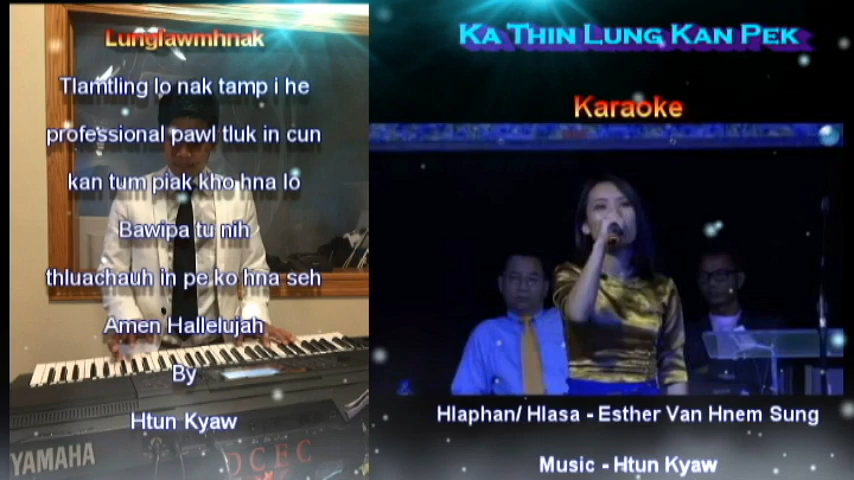 Lunglawmhnak
Tlamtling lo nak tamp i he
professional pawl tluk in cun
kan tum piak kho hna lo
Bawipa tu nih
thluachauh in pe ko hna seh
Amen Hallelujah
By
Htun Kyaw
YAMAHA
OCEC
Ka Thin Lung Kan Pek
Karaoke
Hlaphan/ Hlasa - Esther Van Hnem Sung
Music - Htun Kyaw